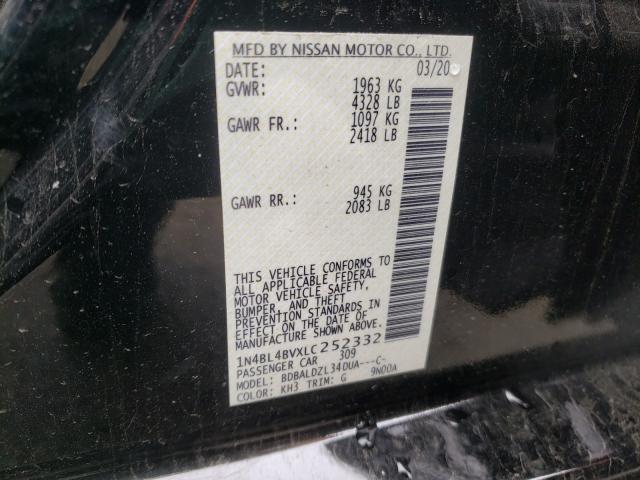 MFD BY NISSAN MOTOR CO., LTD.
DATE: 03/20
GVWR: 1963 KG
4328 LB
GAWR FR.: 1097 KG
2418 LB
GAWR RR.: 945 KG
2083 LB
THIS VEHICLE CONFORMS TO
ALL APPLICABLE FEDERAL
MOTOR VEHICLE SAFETY,
BUMPER, AND THEFT
PREVENTION STANDARDS IN
EFFECT ON THE DATE OF
MANUFACTURE SHOWN ABOVE.
1N4BL4BVXLC252332
PASSENGER CAR 309
MODEL: BDBALDZL34DUA---C-
COLOR: KH3 TRIM: G 9N00A